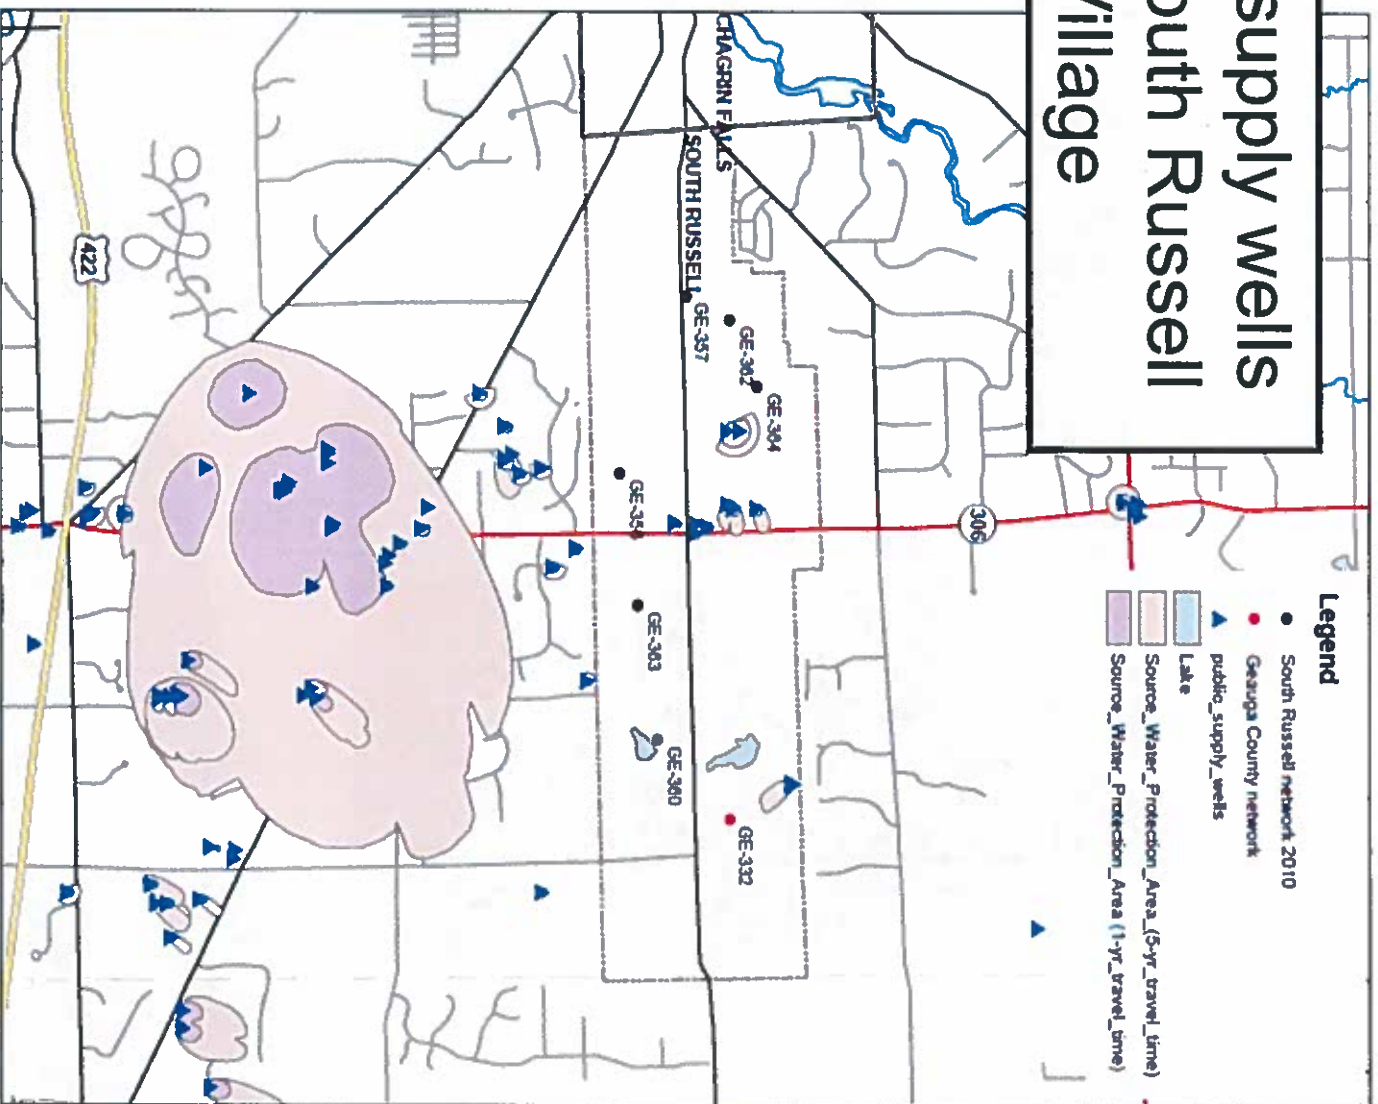 supply wells
outh Russell
Village
Legend
South Russell network 2010
Geauga County network
public_supply_wells
Lake
Source_Water_Protection_Area_(5-yr_travel_time)
Source_Water_Protection_Area (1-yr_travel_time)
306
CHAGRIN FALLS
SOUTH RUSSELL
GE-357
GE-362
GE-364
GE-354
GE-363
GE-360
GE-332
422